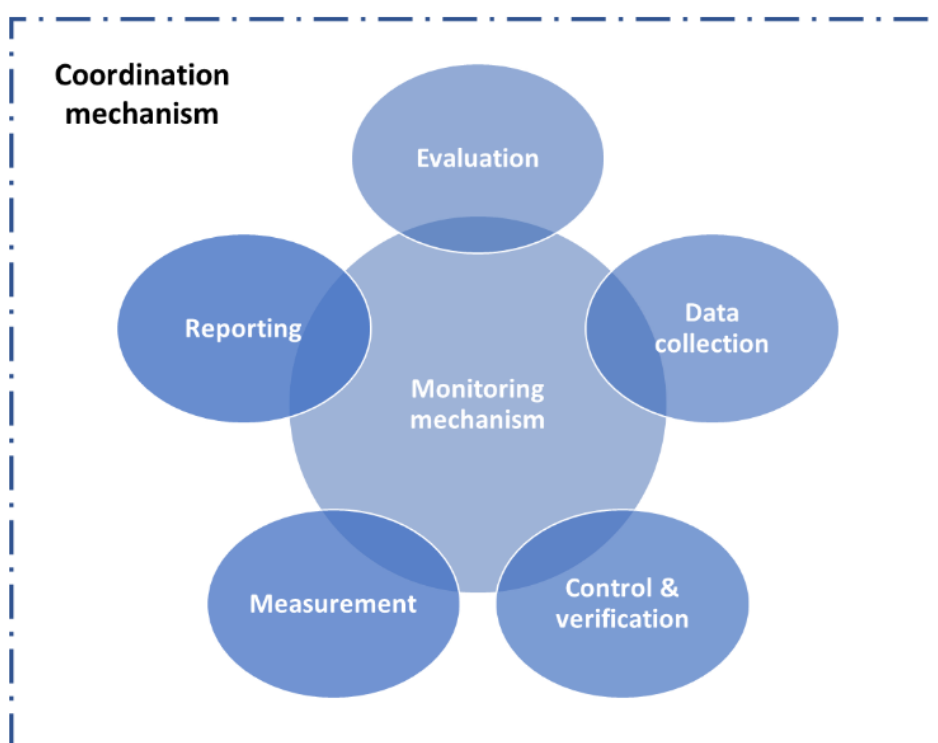 Coordination
mechanism
Evaluation
Reporting
Data
collection
Monitoring
mechanism
Measurement
Control &
verification